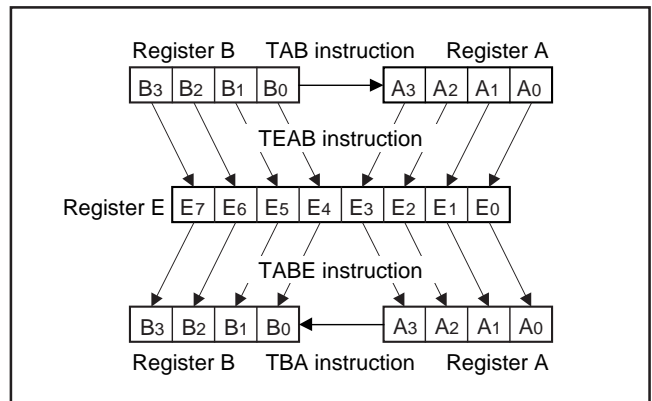 Register B TAB instruction Register A
B3 B2 B1 B0 A3 A2 A1 A0
TEAB instruction
Register E E7 E6 E5 E4 E3 E2 E1 E0
TABE instruction
B3 B2 B1 B0 A3 A2 A1 A0
Register B TBA instruction Register A